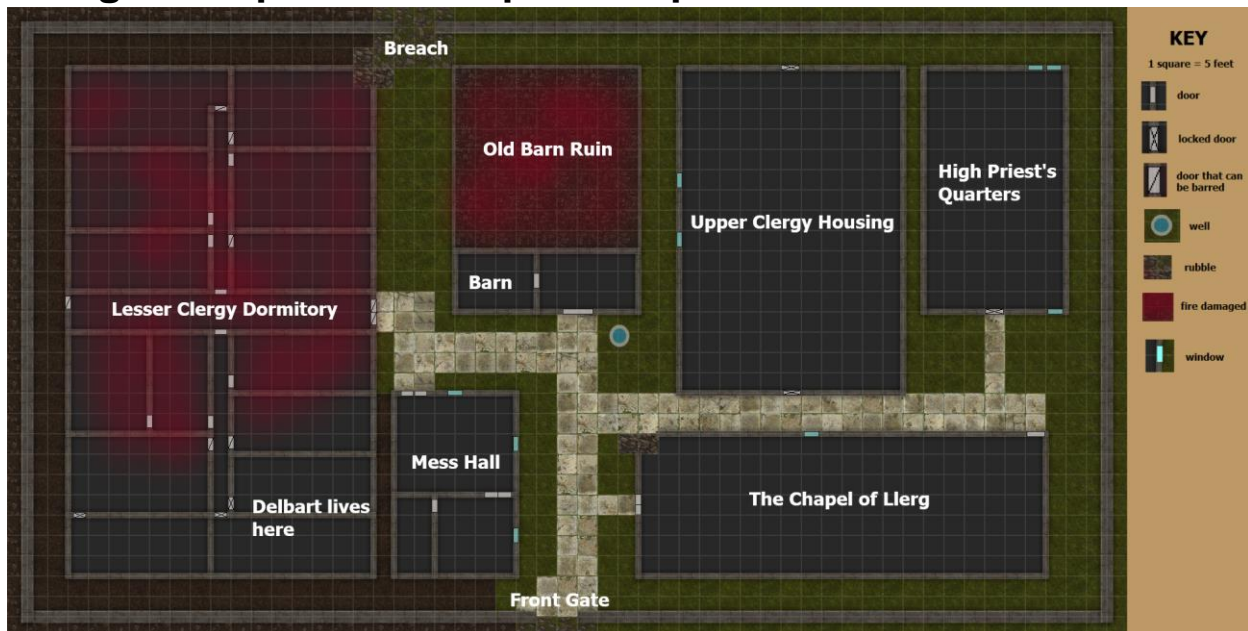 Breach
Old Barn Ruin
Barn
Lesser Clergy Dormitory
Upper Clergy Housing
High Priest's
Quarters
Mess Hall
Delbart lives
here
The Chapel of Llerg
Front Gate
KEY
1 square = 5 feet
door
locked door
door that can
be barred
well
rubble
fire damaged
window